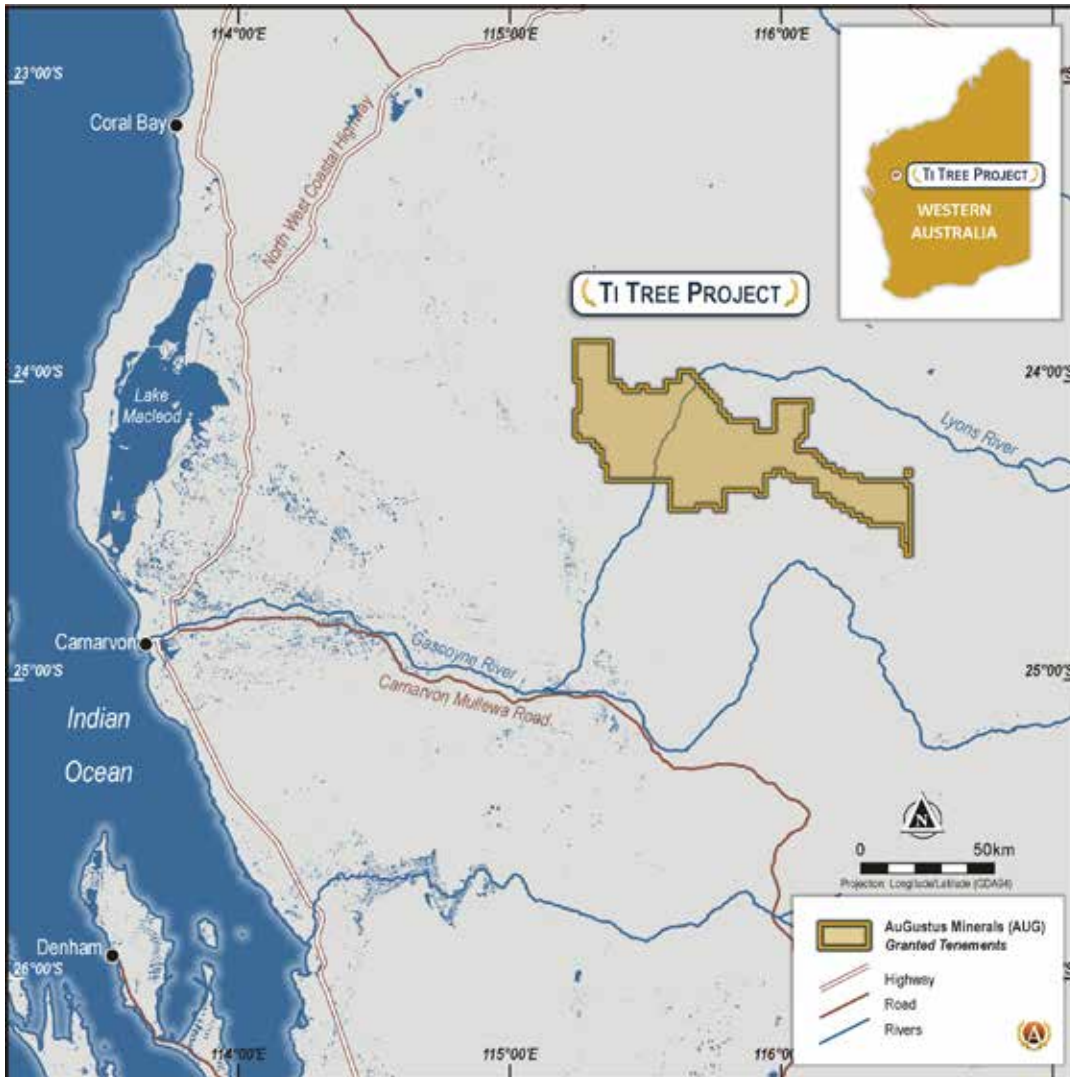 114°00'E
115°00'E
116°00'E
23°00'S
Coral Bay
North West Coastal Highway
TI TREE PROJECT
WESTERN
AUSTRALIA
TI TREE PROJECT
24°00'S
24°00'S
Lake
Macleod
Lyons River
Carnarvon
Gascoyne River
Carnarvon Mullewa Road
25°00'S
25°00'S
Indian
Ocean
N
0 50km
Projection: Longitude/Latitude (GDA94)
Denham
26°00'S
AuGustus Minerals (AUG)
Granted Tenements
Highway
Road
Rivers
A
114°00'E
115°00'E